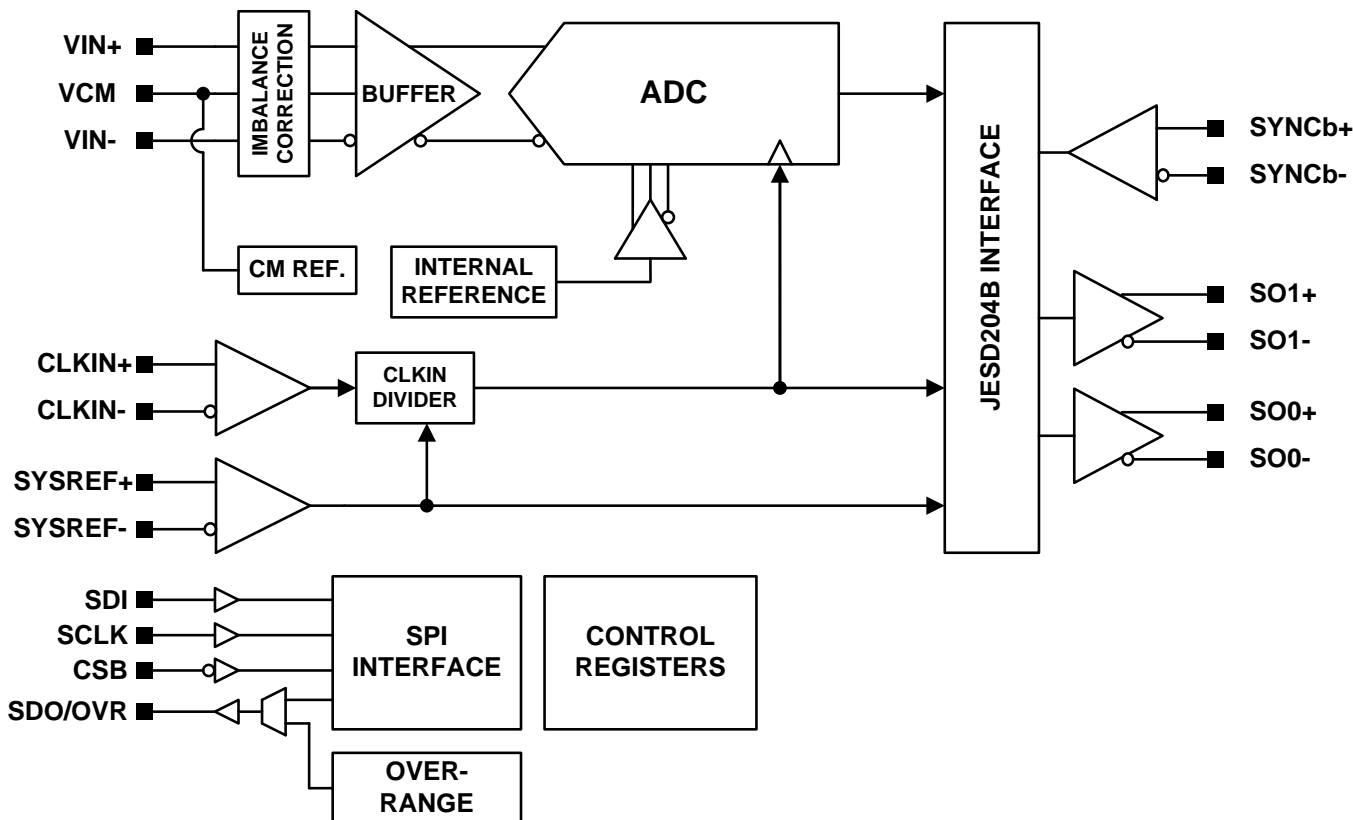 VIN+
VCM
VIN-
IMBALANCE
CORRECTION
BUFFER
ADC
CM REF.
INTERNAL
REFERENCE
CLKIN+
CLKIN-
CLKIN
DIVIDER
SYSREF+
SYSREF-
JESD204B INTERFACE
SYNCb+
SYNCb-
SO1+
SO1-
SO0+
SO0-
SDI
SCLK
CSB
SDO/OVR
SPI
INTERFACE
CONTROL
REGISTERS
OVER-
RANGE